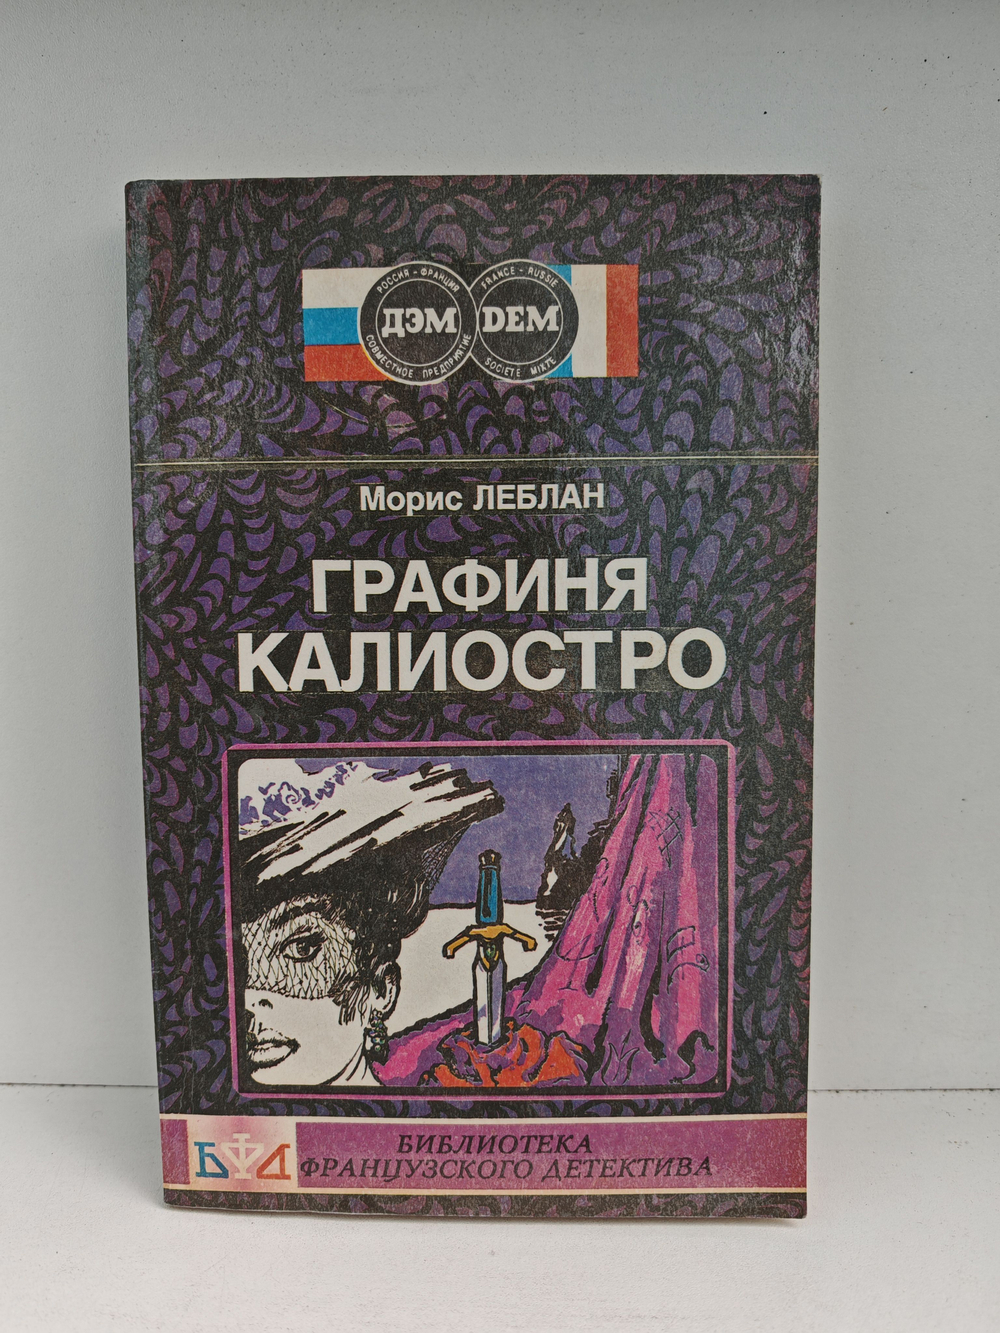 РОССИЯ - ФРАНЦИЯ
ДЭМ
СОВМЕСТНОЕ ПРЕДПРИЯТИЕ
FRANCE - RUSSIE
DEM
SOCIETE MIXTE
Морис ЛЕБЛАН
ГРАФИНЯ
КАЛИОСТРО
БФД
БИБЛИОТЕКА
ФРАНЦУЗСКОГО ДЕТЕКТИВА